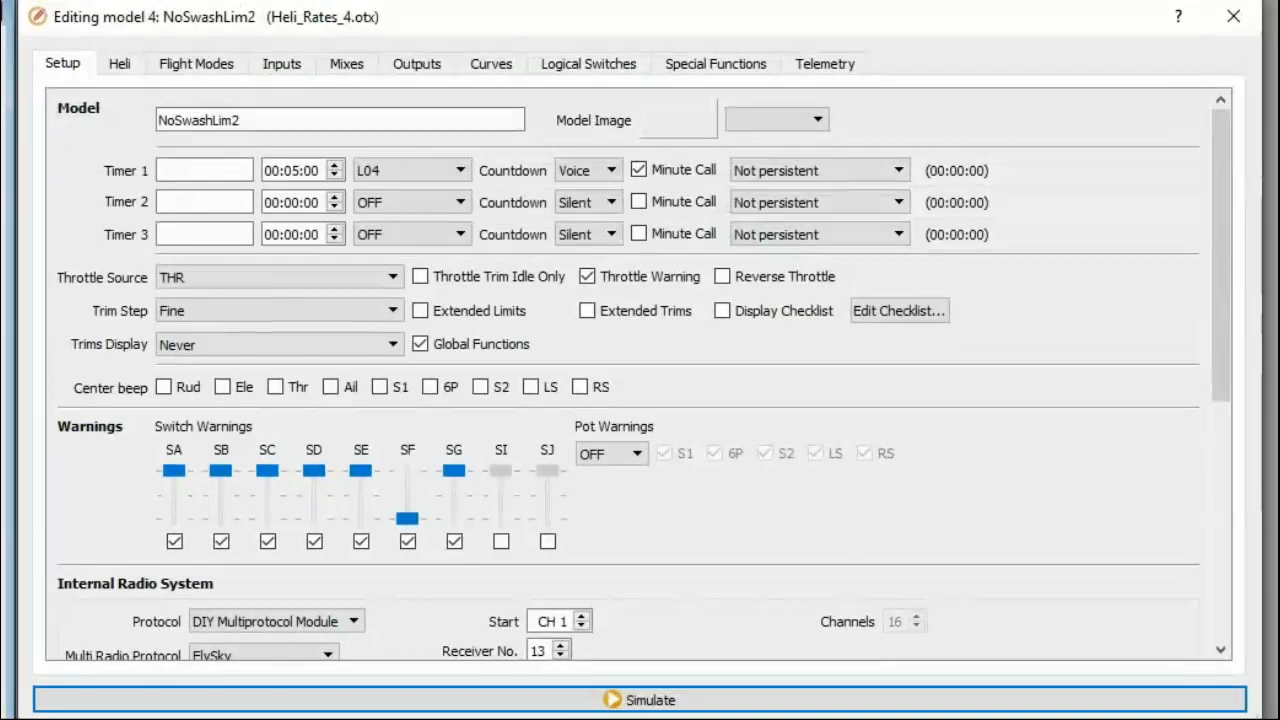 Editing model 4: NoSwashLim2 (Heli_Rates_4.otx) ?
Setup Heli Flight Modes Inputs Mixes Outputs Curves Logical Switches Special Functions Telemetry
Model NoSwashLim2 Model Image
Timer 1 00:05:00 L04 Countdown Voice Minute Call Not persistent (00:00:00)
Timer 2 00:00:00 OFF Countdown Silent Minute Call Not persistent (00:00:00)
Timer 3 00:00:00 OFF Countdown Silent Minute Call Not persistent (00:00:00)
Throttle Source THR Throttle Trim Idle Only Throttle Warning Reverse Throttle
Trim Step Fine Extended Limits Extended Trims Display Checklist Edit Checklist...
Trims Display Never Global Functions
Center beep Rud Ele Thr Ail S1 6P S2 LS RS
Warnings Switch Warnings Pot Warnings
SA SB SC SD SE SF SG SI SJ
OFF S1 6P S2 LS RS
Internal Radio System
Protocol DIY Multiprotocol Module Start CH 1 Channels 16
Multi Radio Protocol FlySky Receiver No. 13
Simulate